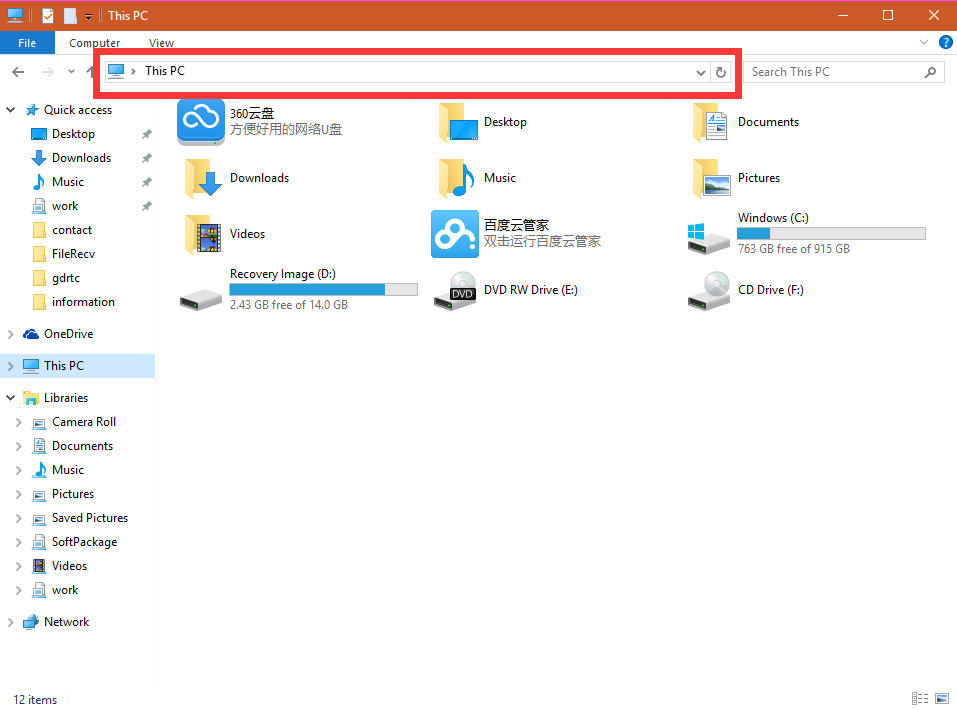 This PC
File Computer View
This PC
Search This PC
Quick access
Desktop
Downloads
Music
work
contact
FileRecv
gdrtc
information
OneDrive
This PC
Libraries
Camera Roll
Documents
Music
Pictures
Saved Pictures
SoftPackage
Videos
work
Network
360云盘
方便好用的网络U盘
Desktop
Documents
Downloads
Music
Pictures
Videos
百度云管家
双击运行百度云管家
Windows (C:)
763 GB free of 915 GB
Recovery Image (D:)
2.43 GB free of 14.0 GB
DVD
DVD RW Drive (E:)
CD Drive (F:)
12 items